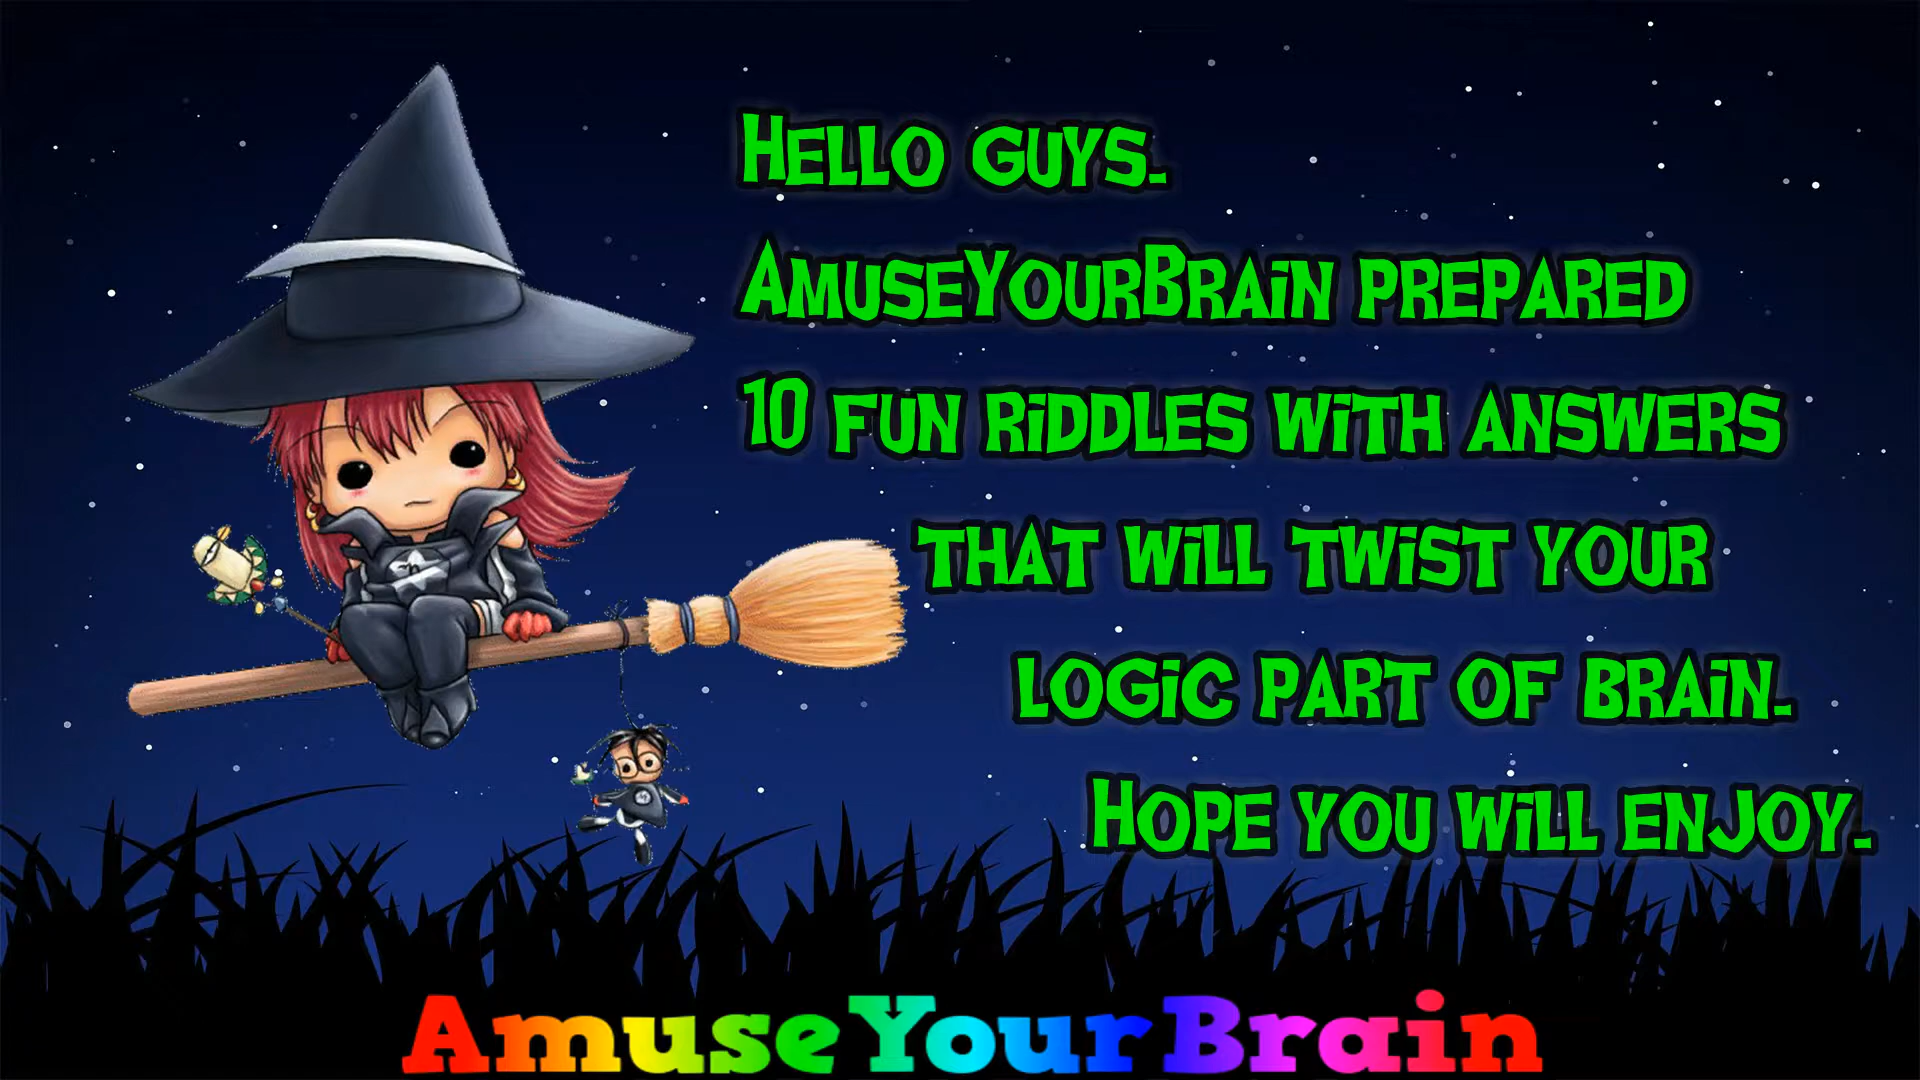 Hello guys.
AmuseYourBrain prepared
10 fun riddles with answers
that will twist your
logic part of brain.
Hope you will enjoy.
AmuseYourBrain